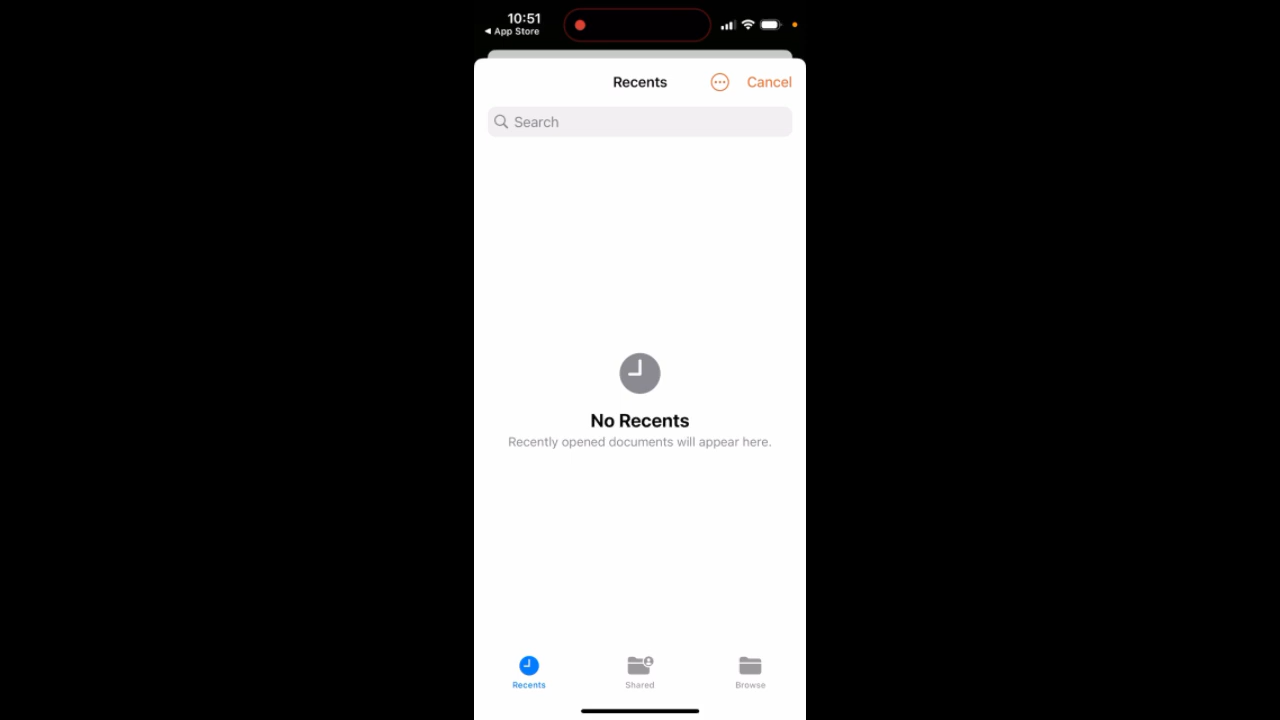 10:51
◀ App Store
Recents
Cancel
Search
No Recents
Recently opened documents will appear here.
Recents
Shared
Browse